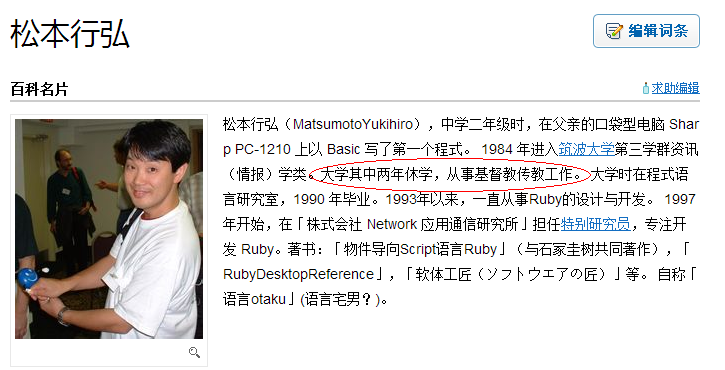 松本行弘
编辑词条
百科名片
求助编辑
松本行弘（MatsumotoYukihiro），中学二年级时，在父亲的口袋型电脑 Shar
p PC-1210 上以 Basic 写了第一个程式。 1984 年进入筑波大学第三学群资讯
（情报）学类。大学其中两年休学，从事基督教传教工作。大学时在程式语
言研究室，1990 年毕业。1993年以来，一直从事Ruby的设计与开发。 1997
年开始，在「株式会社 Network 应用通信研究所」担任特别研究员，专注开
发 Ruby。著书：「物件导向Script语言Ruby」（与石冢圭树共同著作），「
RubyDesktopReference」，「软体工匠（ソフトウエアの匠）」等。 自称「
语言otaku」(语言宅男？)。